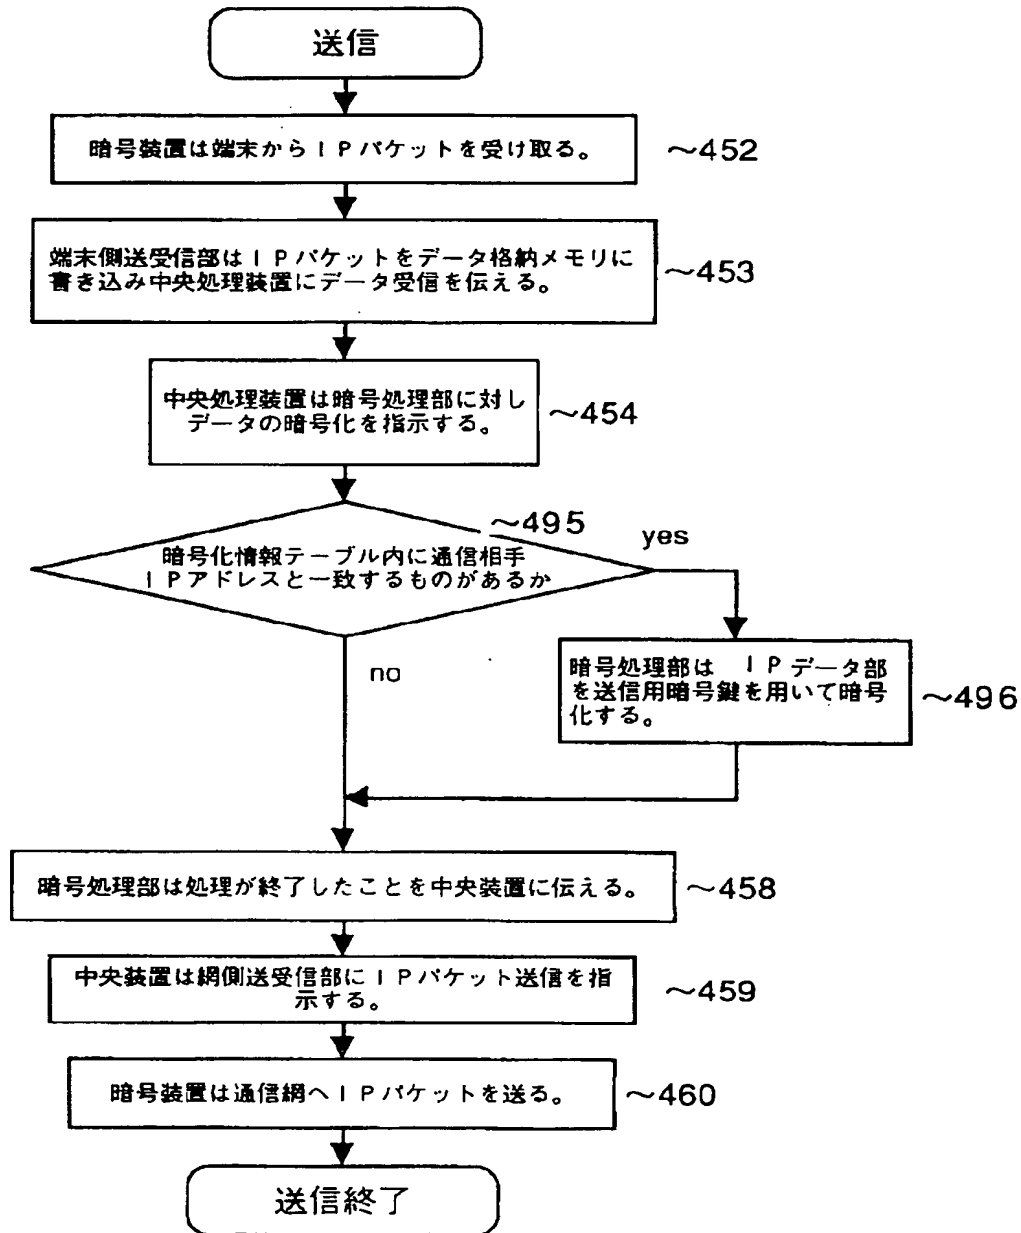 送信
暗号装置は端末からＩＰパケットを受け取る。
～452
端末側送受信部はＩＰパケットをデータ格納メモリに
書き込み中央処理装置にデータ受信を伝える。
～453
中央処理装置は暗号処理部に対し
データの暗号化を指示する。
～454
～495
暗号化情報テーブル内に通信相手
ＩＰアドレスと一致するものがあるか
yes
no
暗号処理部は　ＩＰデータ部
を送信用暗号鍵を用いて暗号
化する。
～496
暗号処理部は処理が終了したことを中央装置に伝える。
～458
中央装置は網側送受信部にＩＰパケット送信を指
示する。
～459
暗号装置は通信網へＩＰパケットを送る。
～460
送信終了